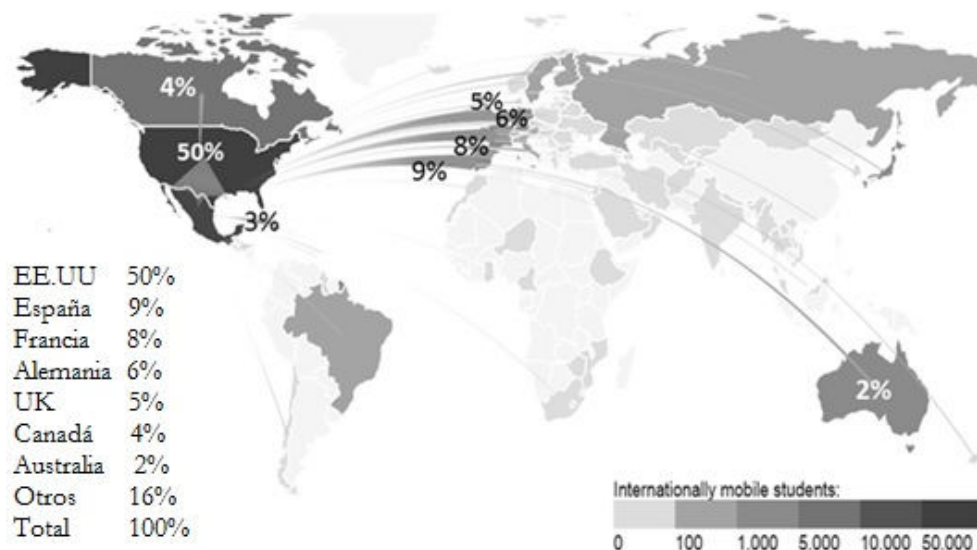 4%
50%
5%
6%
8%
9%
3%
2%
EE.UU 50%
España 9%
Francia 8%
Alemania 6%
UK 5%
Canadá 4%
Australia 2%
Otros 16%
Total 100%
Internationally mobile students:
0 100 1.000 5.000 10.000 50.000